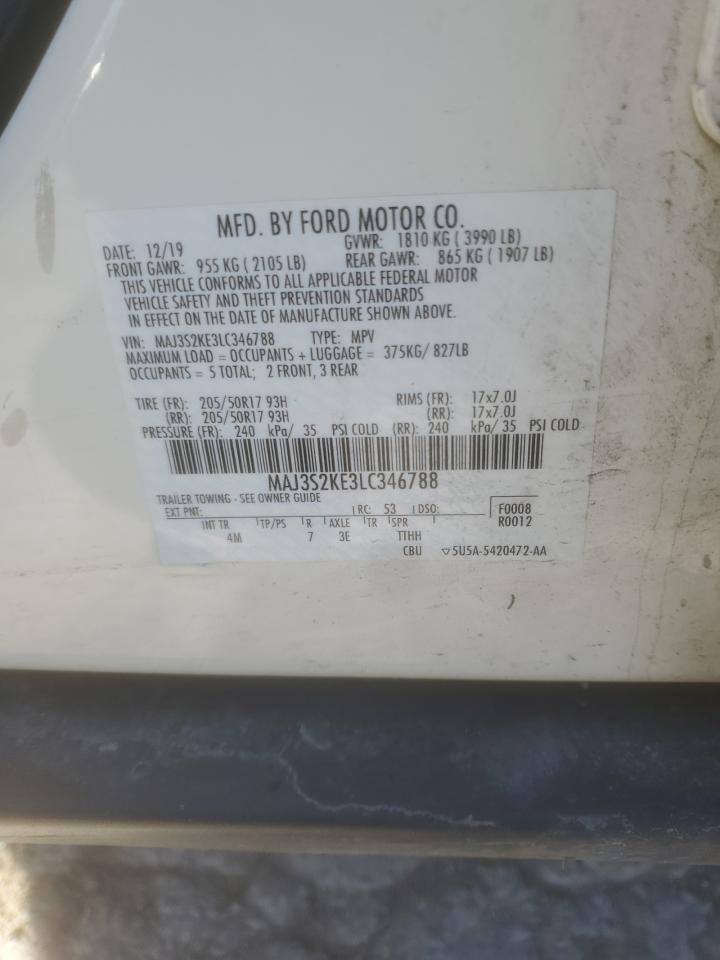 MFD. BY FORD MOTOR CO.
DATE: 12/19 GVWR: 1810 KG ( 3990 LB)
FRONT GAWR: 955 KG ( 2105 LB) REAR GAWR: 865 KG ( 1907 LB)
THIS VEHICLE CONFORMS TO ALL APPLICABLE FEDERAL MOTOR
VEHICLE SAFETY AND THEFT PREVENTION STANDARDS
IN EFFECT ON THE DATE OF MANUFACTURE SHOWN ABOVE.
VIN: MAJ3S2KE3LC346788 TYPE: MPV
MAXIMUM LOAD = OCCUPANTS + LUGGAGE = 375KG/ 827LB
OCCUPANTS = 5 TOTAL; 2 FRONT, 3 REAR
TIRE (FR): 205/50R17 93H RIMS (FR): 17x7.0J
(RR): 205/50R17 93H (RR): 17x7.0J
PRESSURE (FR): 240 kPa/ 35 PSI COLD (RR): 240 kPa/ 35 PSI COLD
MAJ3S2KE3LC346788
TRAILER TOWING - SEE OWNER GUIDE
EXT PNT: RC: 53 DSO: F0008
INT TR TP/PS R AXLE TR SPR R0012
4M 7 3E TTHH
CBU 5U5A-5420472-AA